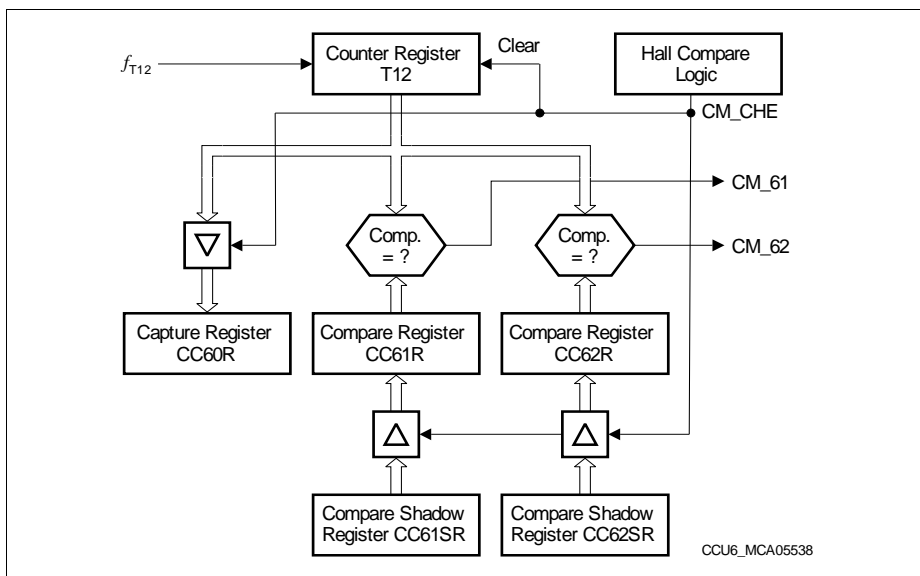 Counter Register
T12
Clear
Hall Compare
Logic
fT12
CM_CHE
CM_61
Comp.
= ?
Comp.
= ?
CM_62
Capture Register
CC60R
Compare Register
CC61R
Compare Register
CC62R
Compare Shadow
Register CC61SR
Compare Shadow
Register CC62SR
CCU6_MCA05538